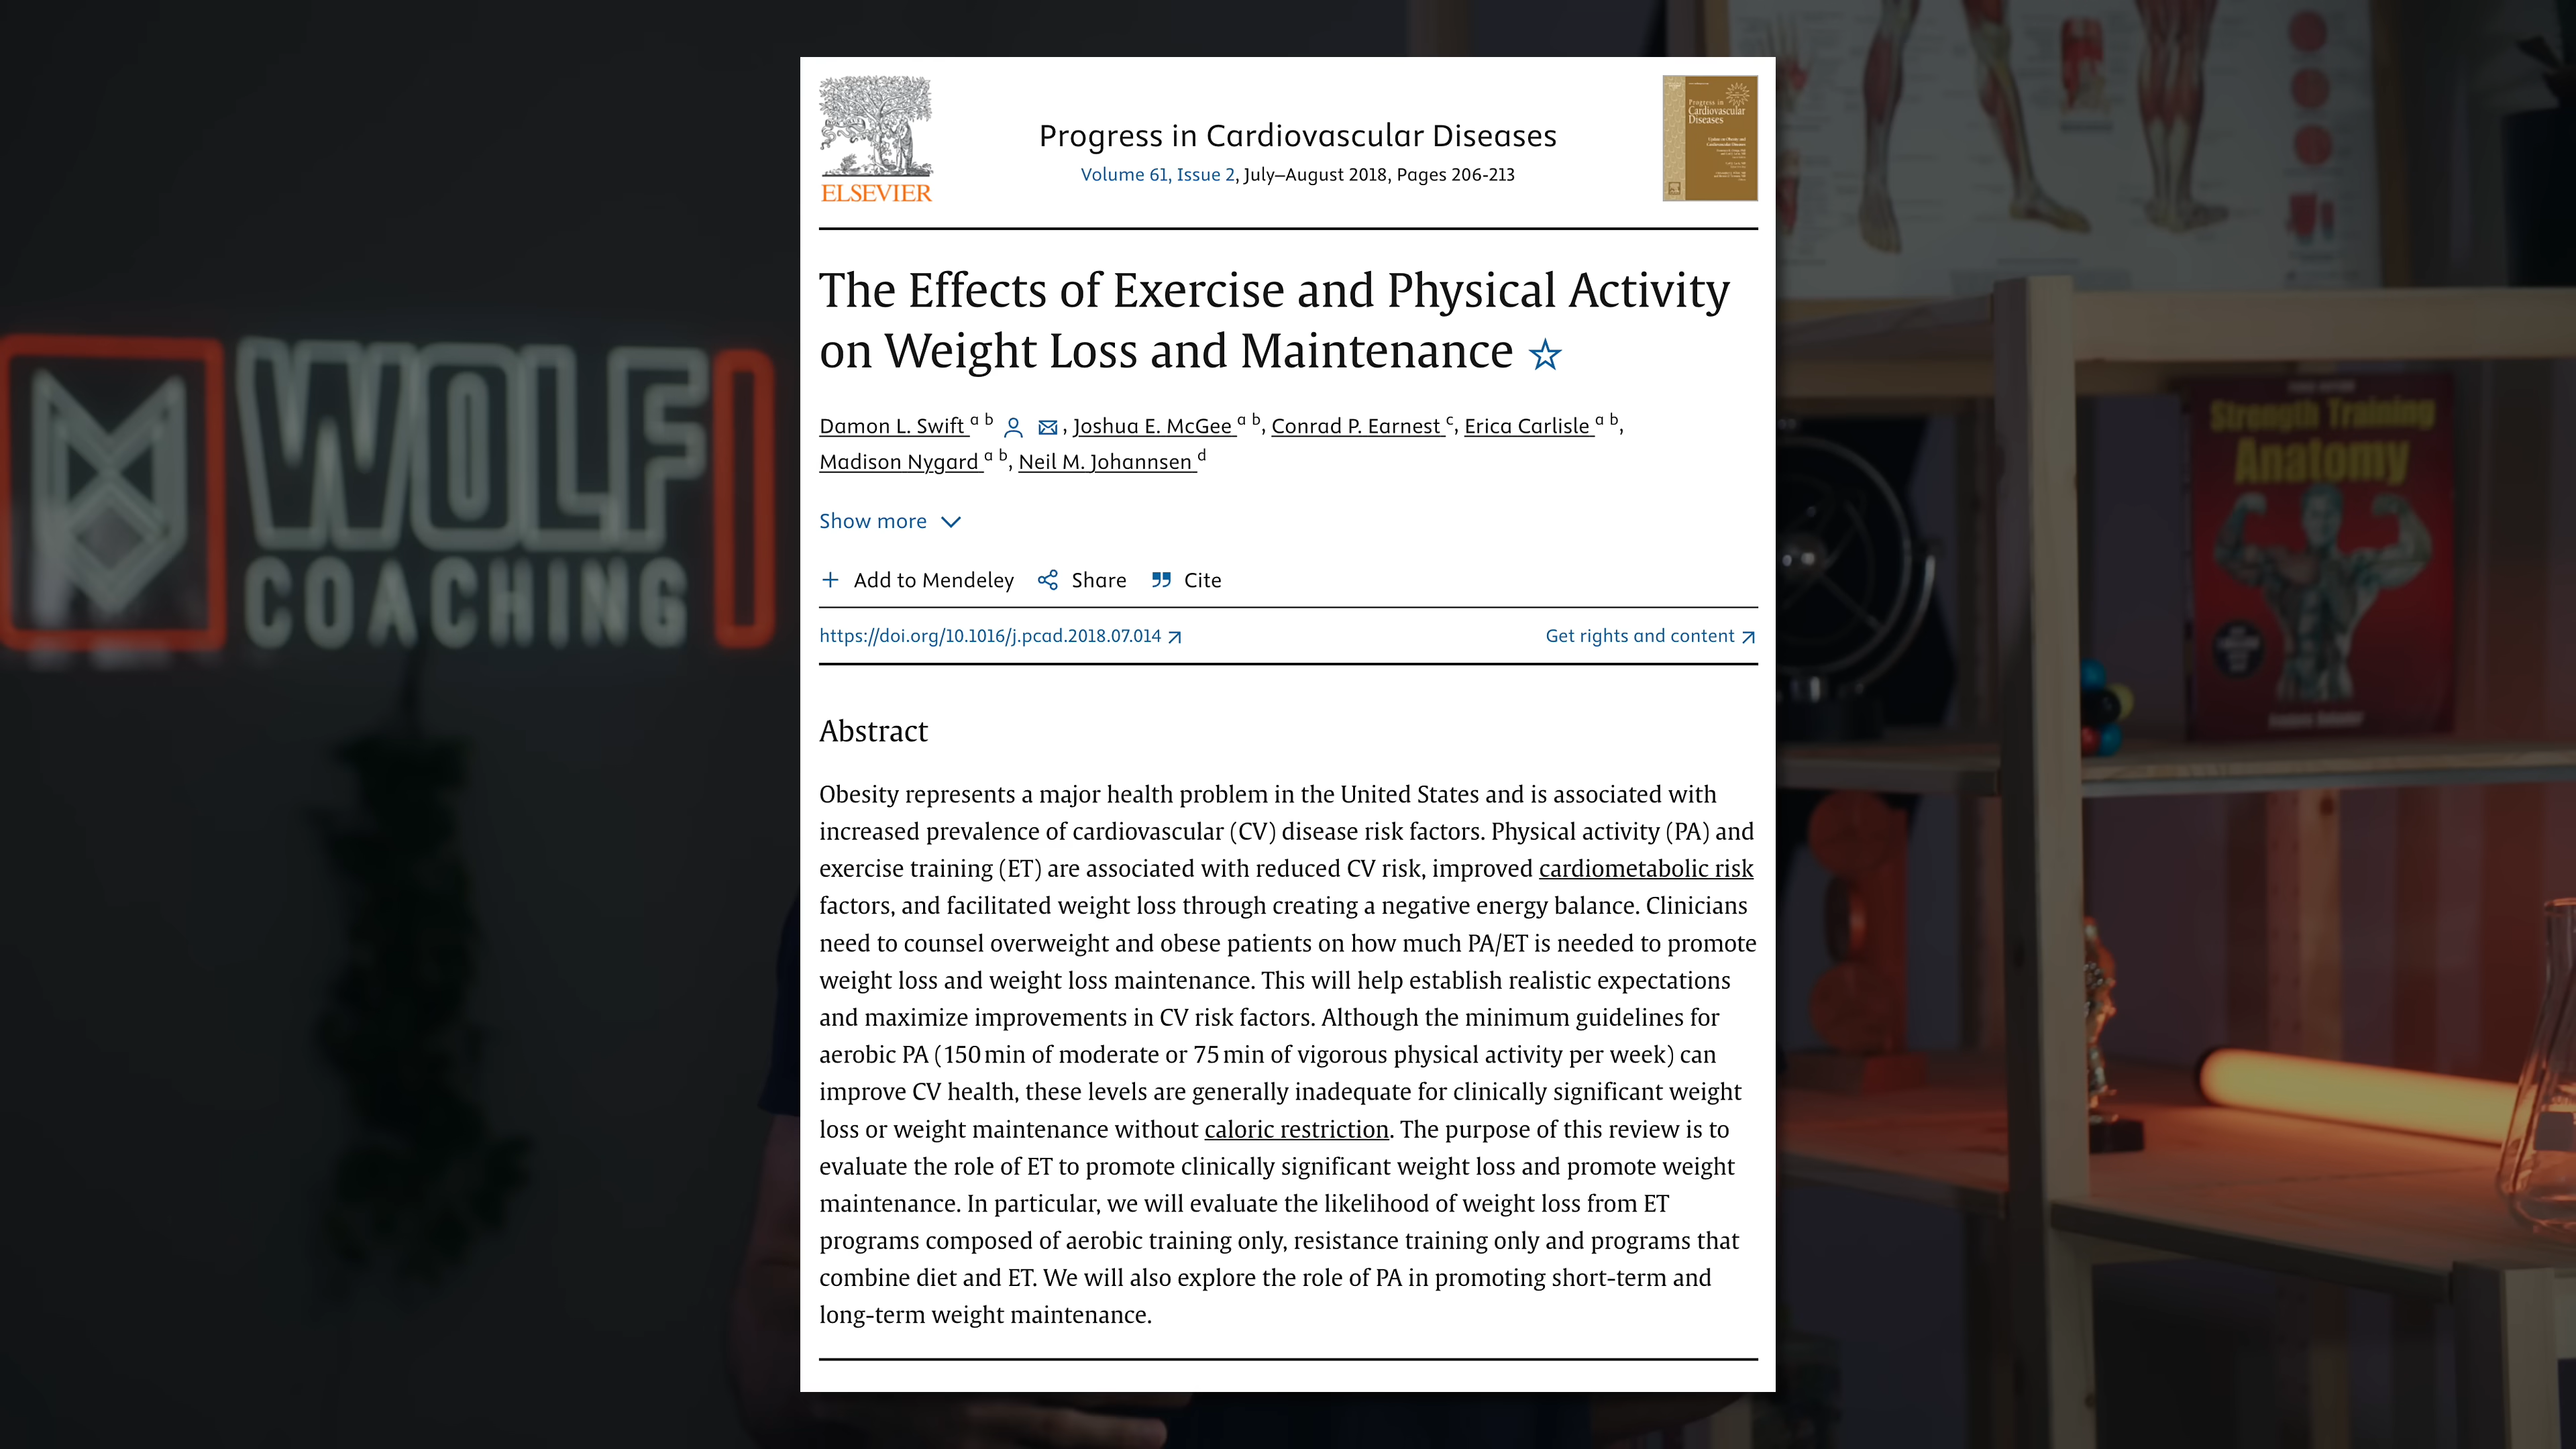 WOLF
COACHING
ELSEVIER
Progress in Cardiovascular Diseases
Volume 61, Issue 2, July–August 2018, Pages 206-213
Progress in
Cardiovascular
Diseases
The Effects of Exercise and Physical Activity
on Weight Loss and Maintenance ☆
Damon L. Swift a b , Joshua E. McGee a b, Conrad P. Earnest c, Erica Carlisle a b,
Madison Nygard a b, Neil M. Johannsen d
Show more
Add to Mendeley Share Cite
https://doi.org/10.1016/j.pcad.2018.07.014 Get rights and content
Abstract
Obesity represents a major health problem in the United States and is associated with
increased prevalence of cardiovascular (CV) disease risk factors. Physical activity (PA) and
exercise training (ET) are associated with reduced CV risk, improved cardiometabolic risk
factors, and facilitated weight loss through creating a negative energy balance. Clinicians
need to counsel overweight and obese patients on how much PA/ET is needed to promote
weight loss and weight loss maintenance. This will help establish realistic expectations
and maximize improvements in CV risk factors. Although the minimum guidelines for
aerobic PA (150 min of moderate or 75 min of vigorous physical activity per week) can
improve CV health, these levels are generally inadequate for clinically significant weight
loss or weight maintenance without caloric restriction. The purpose of this review is to
evaluate the role of ET to promote clinically significant weight loss and promote weight
maintenance. In particular, we will evaluate the likelihood of weight loss from ET
programs composed of aerobic training only, resistance training only and programs that
combine diet and ET. We will also explore the role of PA in promoting short-term and
long-term weight maintenance.
Strength Training
Anatomy